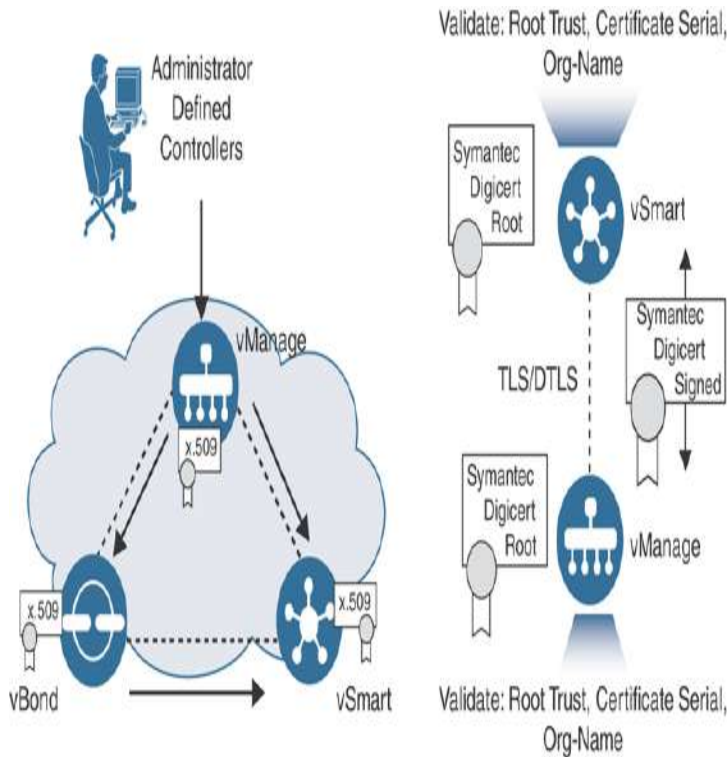 Administrator
Defined
Controllers
vManage
x.509
x.509
vBond
x.509
vSmart
Validate: Root Trust, Certificate Serial,
Org-Name
Symantec
Digicert
Root
vSmart
TLS/DTLS
Symantec
Digicert
Signed
Symantec
Digicert
Root
vManage
Validate: Root Trust, Certificate Serial,
Org-Name